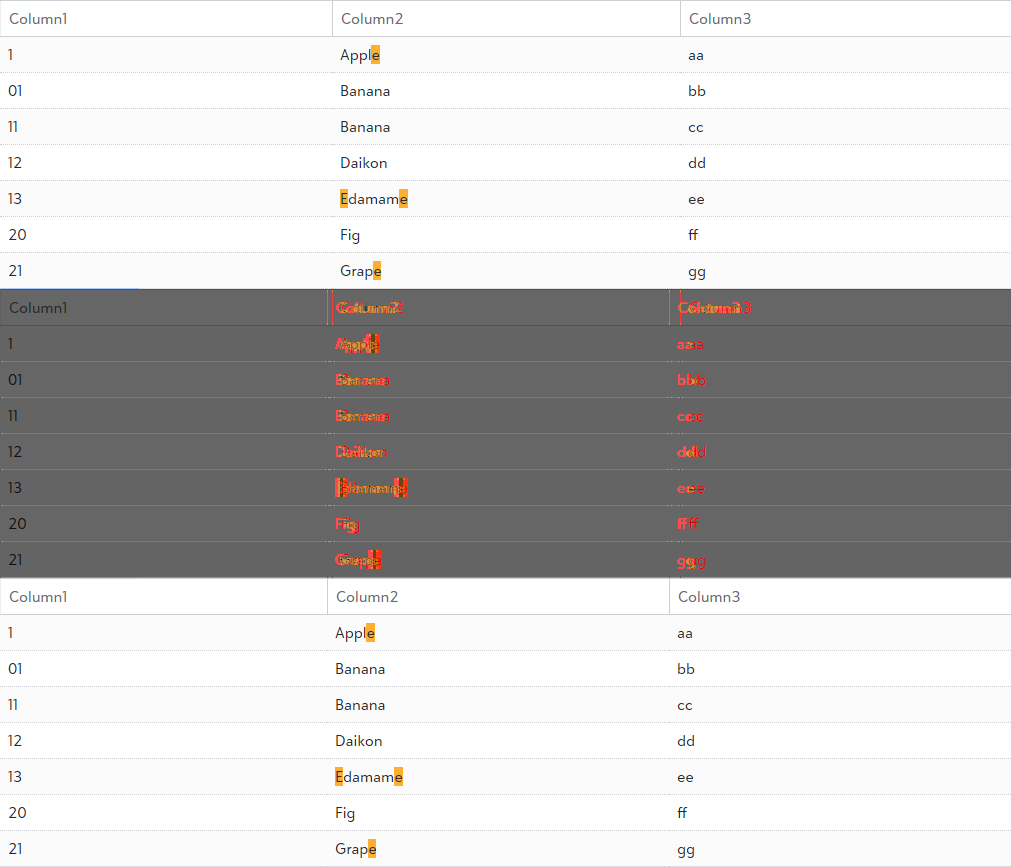 Column1 Column2 Column3
1 Apple aa
01 Banana bb
11 Banana cc
12 Daikon dd
13 Edamame ee
20 Fig ff
21 Grape gg
Column1 Column2 Column3
1 Apple aa
01 Banana bb
11 Banana cc
12 Daikon dd
13 Edamame ee
20 Fig ff
21 Grape gg
Column1 Column2 Column3
1 Apple aa
01 Banana bb
11 Banana cc
12 Daikon dd
13 Edamame ee
20 Fig ff
21 Grape gg